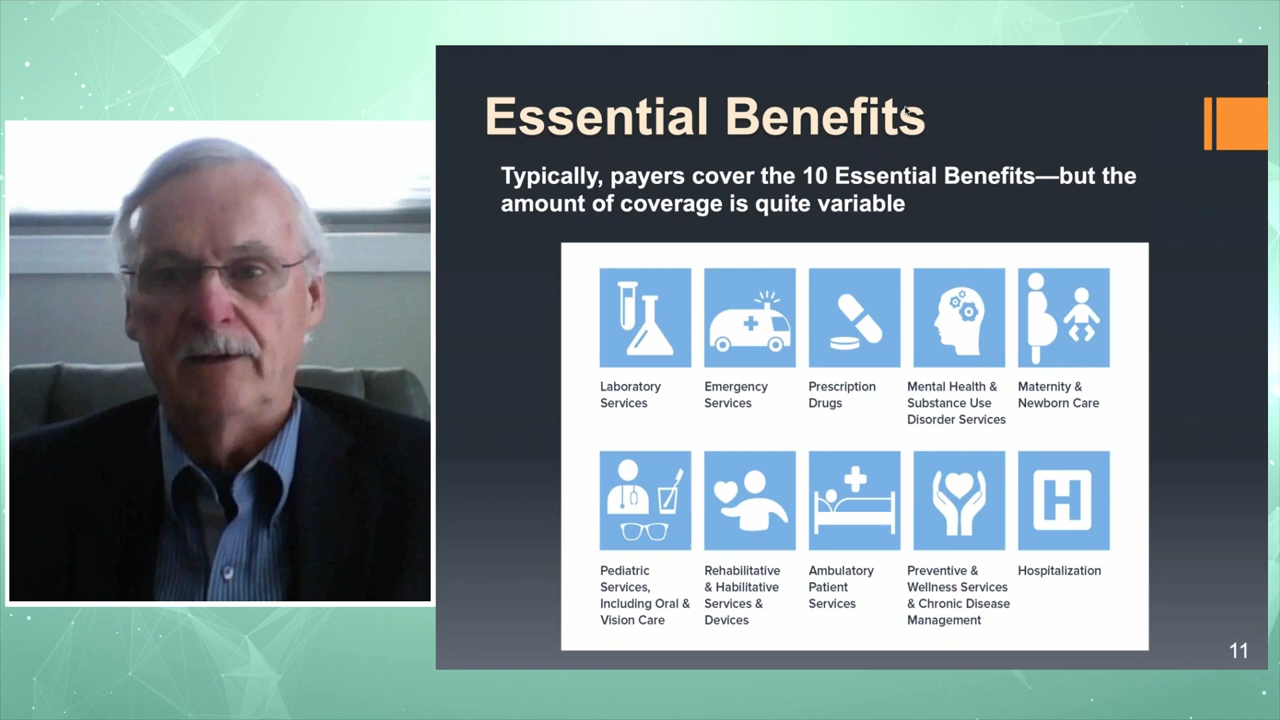 Essential Benefits
Typically, payers cover the 10 Essential Benefits—but the
amount of coverage is quite variable
Laboratory
Services
Emergency
Services
Prescription
Drugs
Mental Health &
Substance Use
Disorder Services
Maternity &
Newborn Care
Pediatric
Services,
Including Oral &
Vision Care
Rehabilitative
& Habilitative
Services &
Devices
Ambulatory
Patient
Services
Preventive &
Wellness Services
& Chronic Disease
Management
H
Hospitalization
11